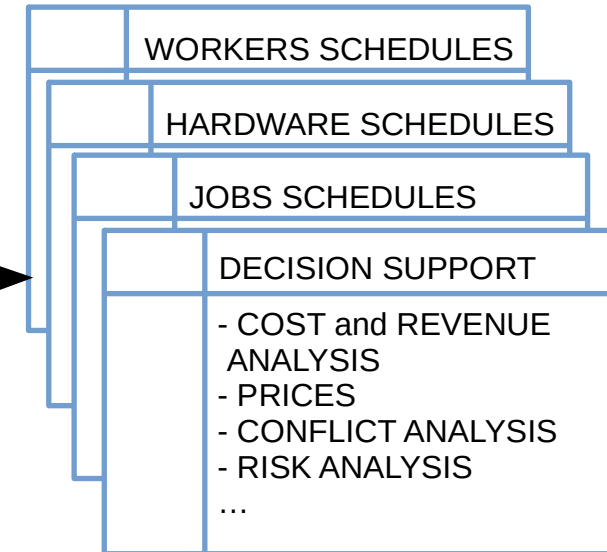 WORKERS SCHEDULES
HARDWARE SCHEDULES
JOBS SCHEDULES
DECISION SUPPORT
- COST and REVENUE
ANALYSIS
- PRICES
- CONFLICT ANALYSIS
- RISK ANALYSIS
...